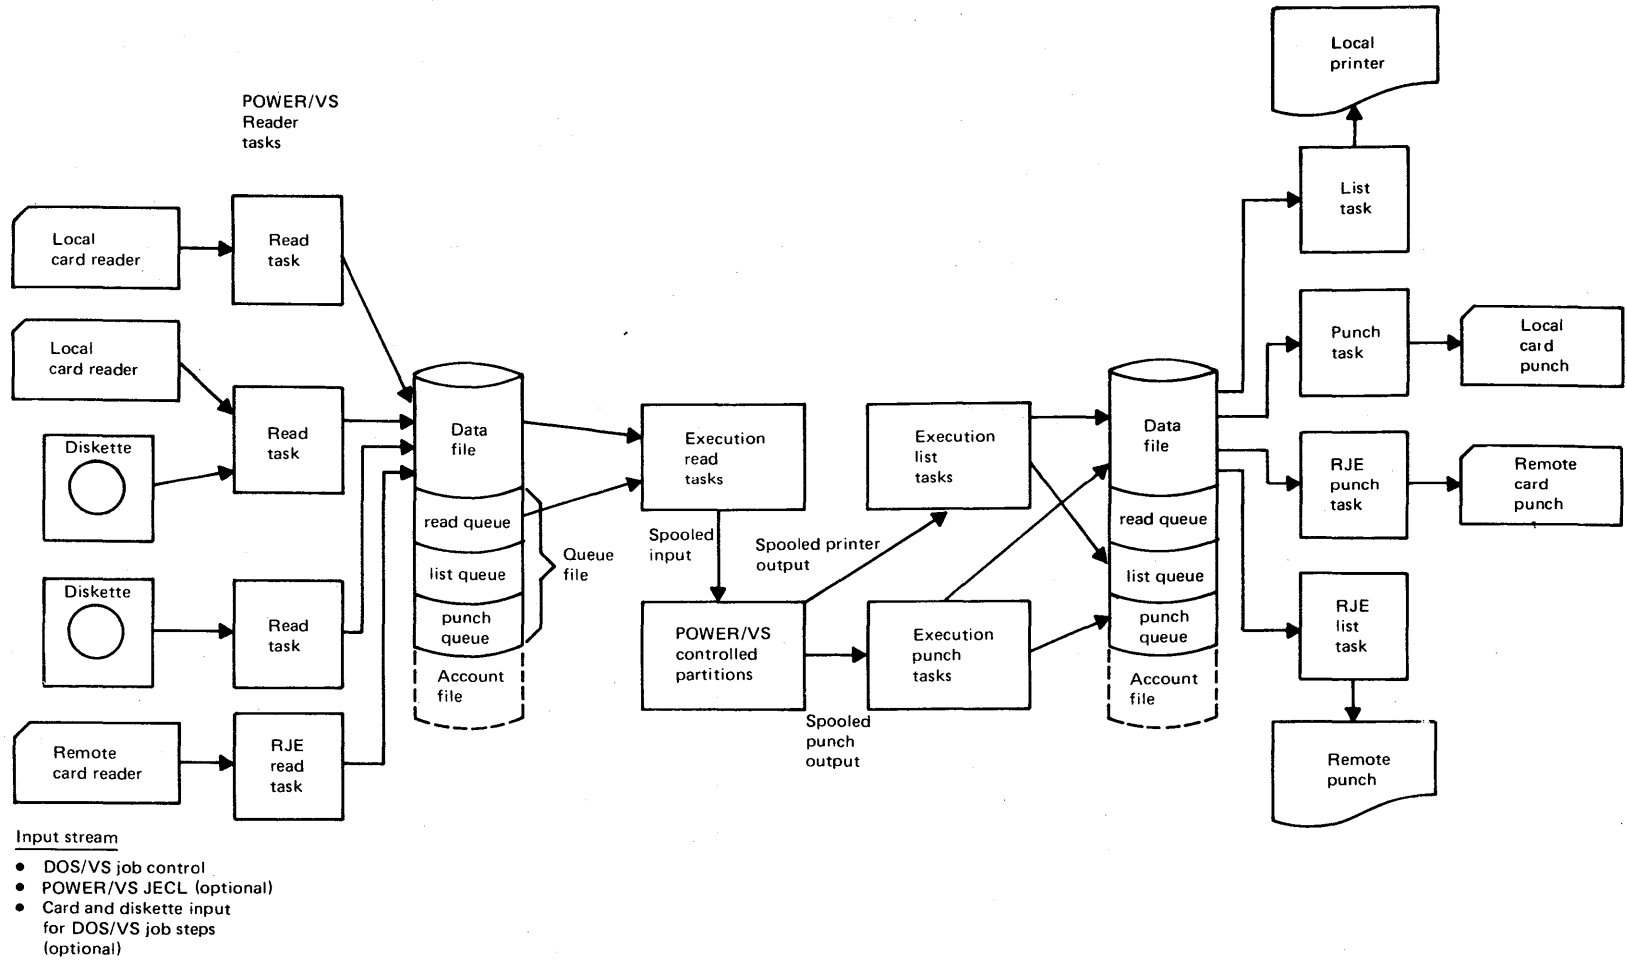 POWER/VS
Reader
tasks
Local
card reader
Read
task
Local
card reader
Diskette
Read
task
Diskette
Read
task
Remote
card reader
RJE
read
task
Input stream
● DOS/VS job control
● POWER/VS JECL (optional)
● Card and diskette input
for DOS/VS job steps
(optional)
Data
file
read queue
list queue
punch
queue
Account
file
Queue
file
Execution
read
tasks
Spooled
input
POWER/VS
controlled
partitions
Spooled printer
output
Spooled
punch
output
Execution
list
tasks
Execution
punch
tasks
Data
file
read queue
list queue
punch
queue
Account
file
Local
printer
List
task
Punch
task
Local
card
punch
RJE
punch
task
Remote
card
punch
RJE
list
task
Remote
punch